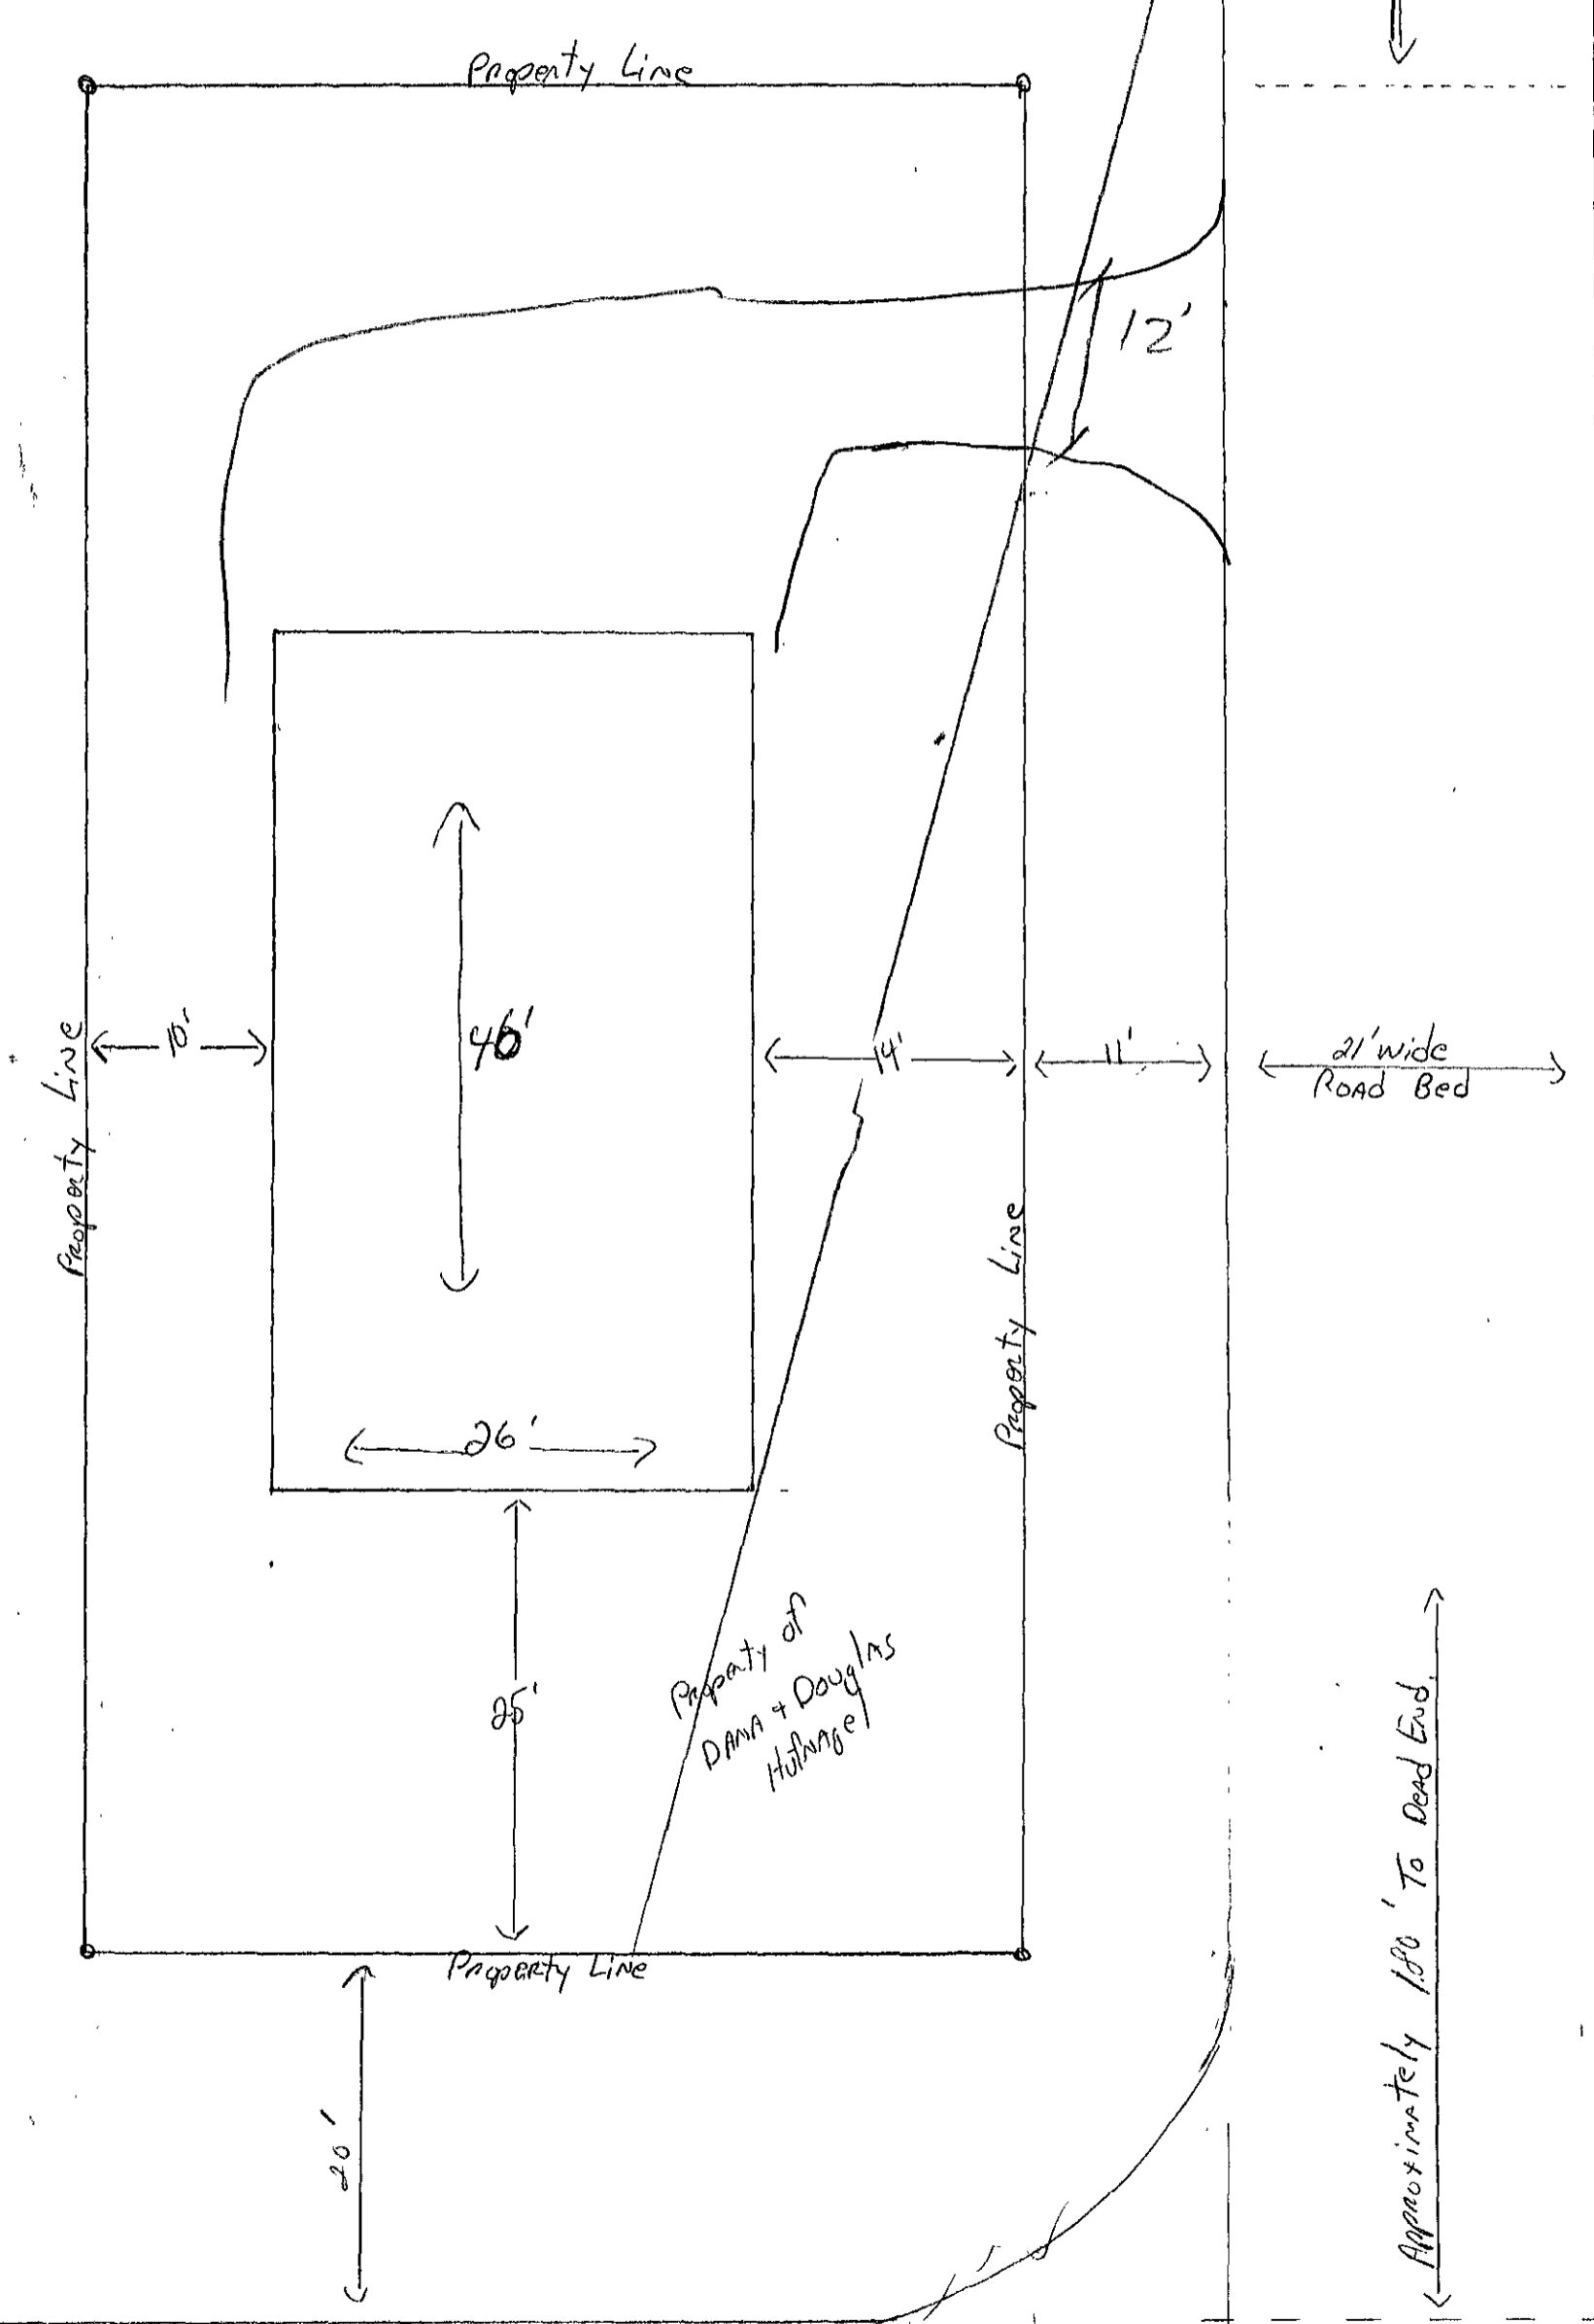 Property Line
12'
Property Line
10'
46'
14'
11'
21' wide
Road Bed
Property Line
26'
25'
Property of
DANA + Douglas
Hufnagel
Property Line
20'
Approximately 180' To Dead End.